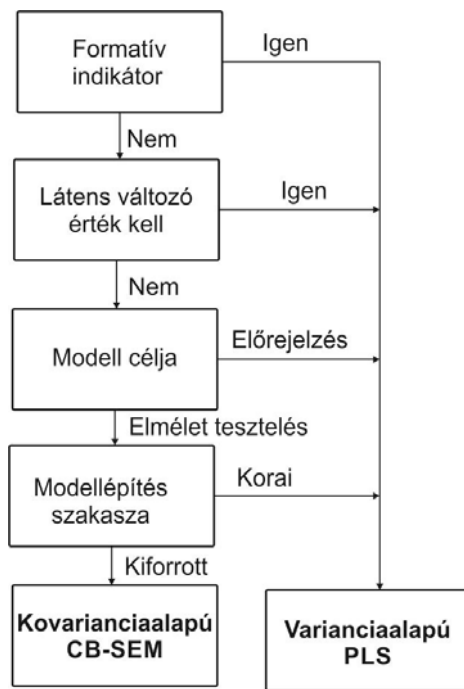 Formatív
indikátor
Igen
Nem
Látens változó
érték kell
Igen
Nem
Modell célja
Előrejelzés
Elmélet tesztelés
Modellépítés
szakasza
Korai
Kiforrott
Kovarianciaalapú
CB-SEM
Varianciaalapú
PLS